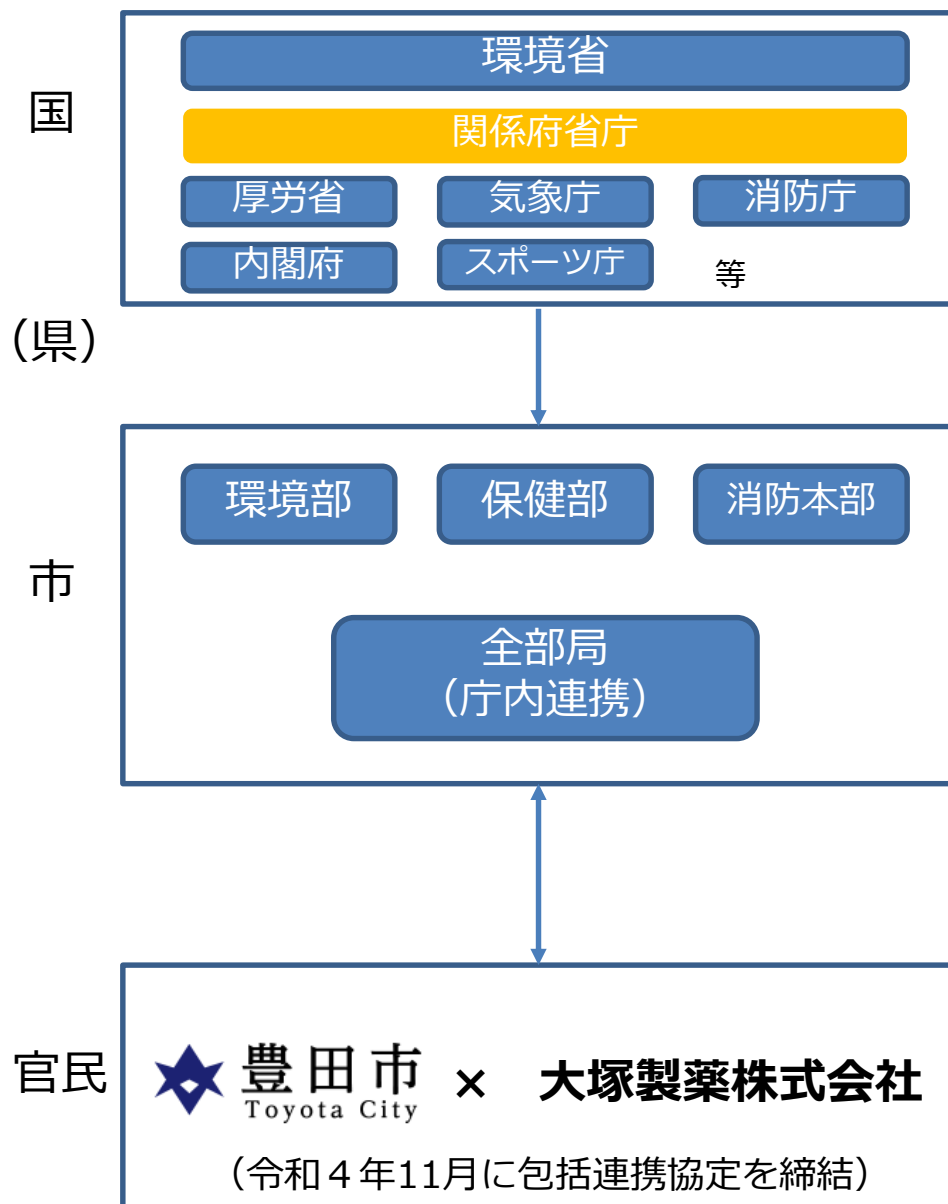 国
環境省
関係府省庁
厚労省 気象庁 消防庁
内閣府 スポーツ庁 等
（県）
市
環境部 保健部 消防本部
全部局
（庁内連携）
官民
豊田市 × 大塚製薬株式会社
Toyota City
（令和４年11月に包括連携協定を締結）